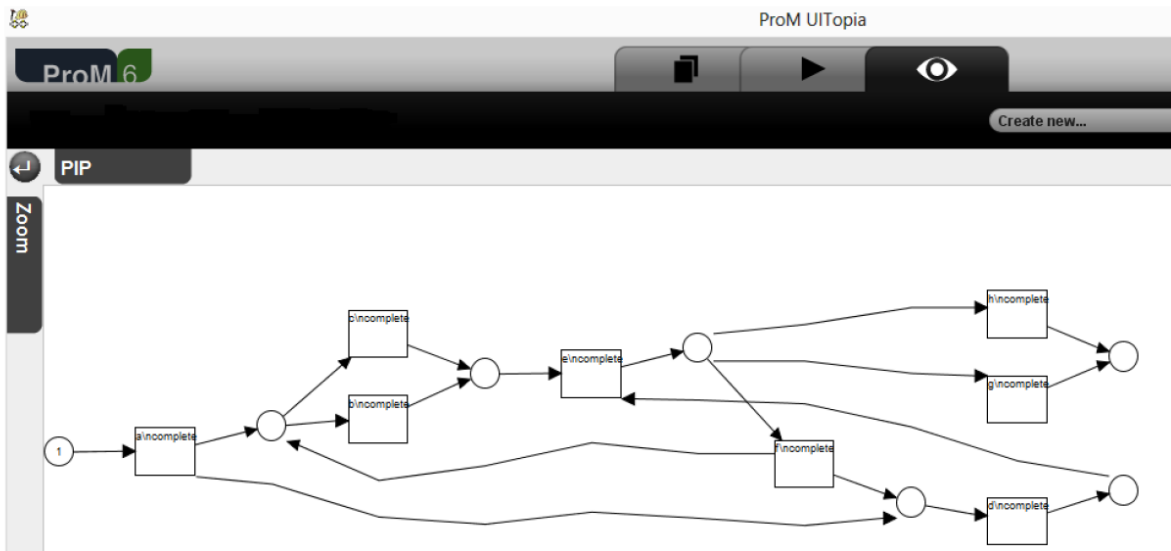 ProM UITopia
ProM 6
Create new...
PIP
Zoom
h\ncomplete
c\ncomplete
e\ncomplete
g\ncomplete
b\ncomplete
a\ncomplete
f\ncomplete
1
d\ncomplete